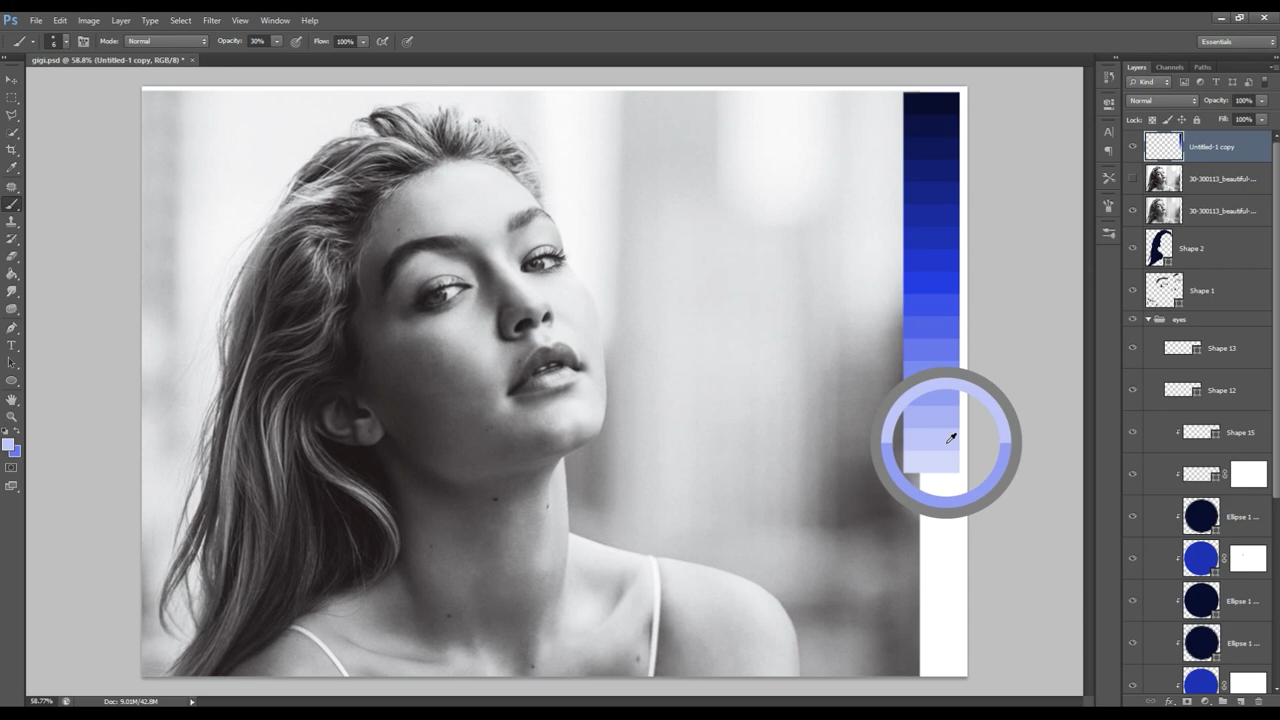 Ps File Edit Image Layer Type Select Filter View Window Help
6 Mode: Normal Opacity: 30% Flow: 100% Essentials
gigi.psd @ 58.8% (Untitled-1 copy, RGB/8) * ×
Layers Channels Paths
Kind
Normal Opacity: 100%
Lock: Fill: 100%
Untitled-1 copy
30-300113_beautiful-...
30-300113_beautiful-...
Shape 2
Shape 1
eyes
Shape 13
Shape 12
Shape 15
Ellipse 1 ...
Ellipse 1 ...
Ellipse 1 ...
58.77% Doc: 9.01M/42.8M